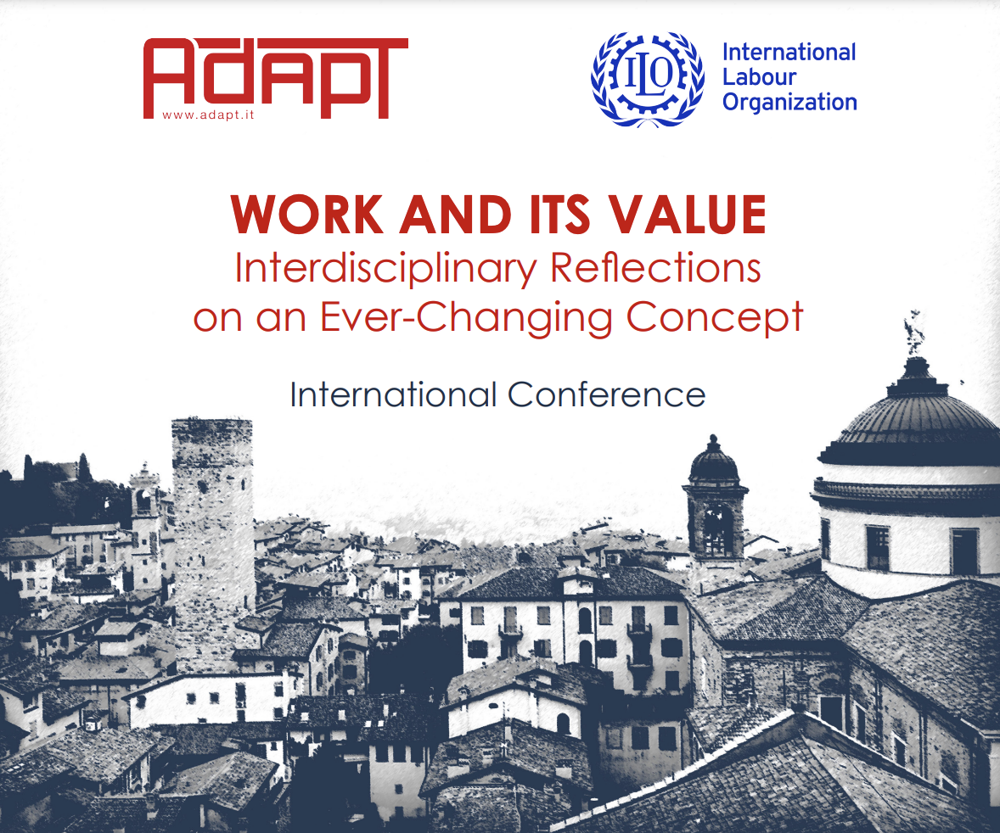 ADAPT
www.adapt.it
ILO
International
Labour
Organization
WORK AND ITS VALUE
Interdisciplinary Reflections
on an Ever-Changing Concept
International Conference